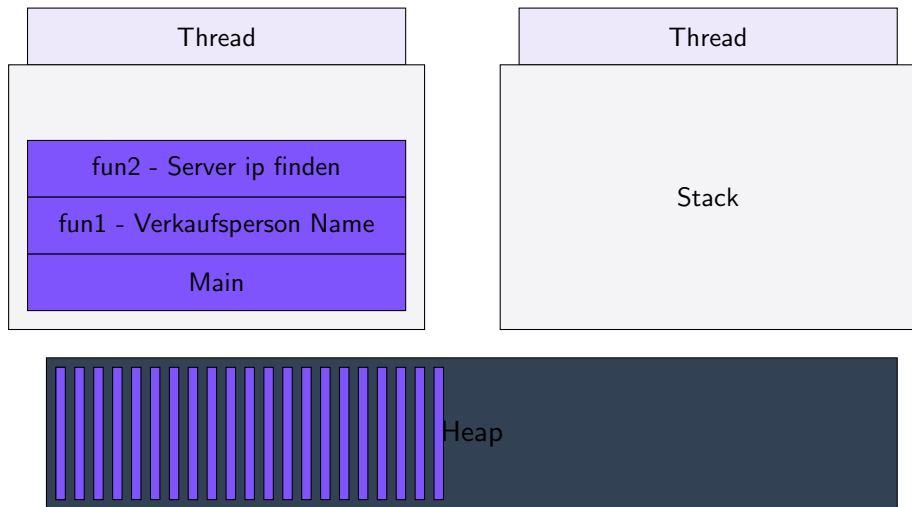 Thread
Thread
fun2 - Server ip finden
fun1 - Verkaufsperson Name
Main
Stack
Heap